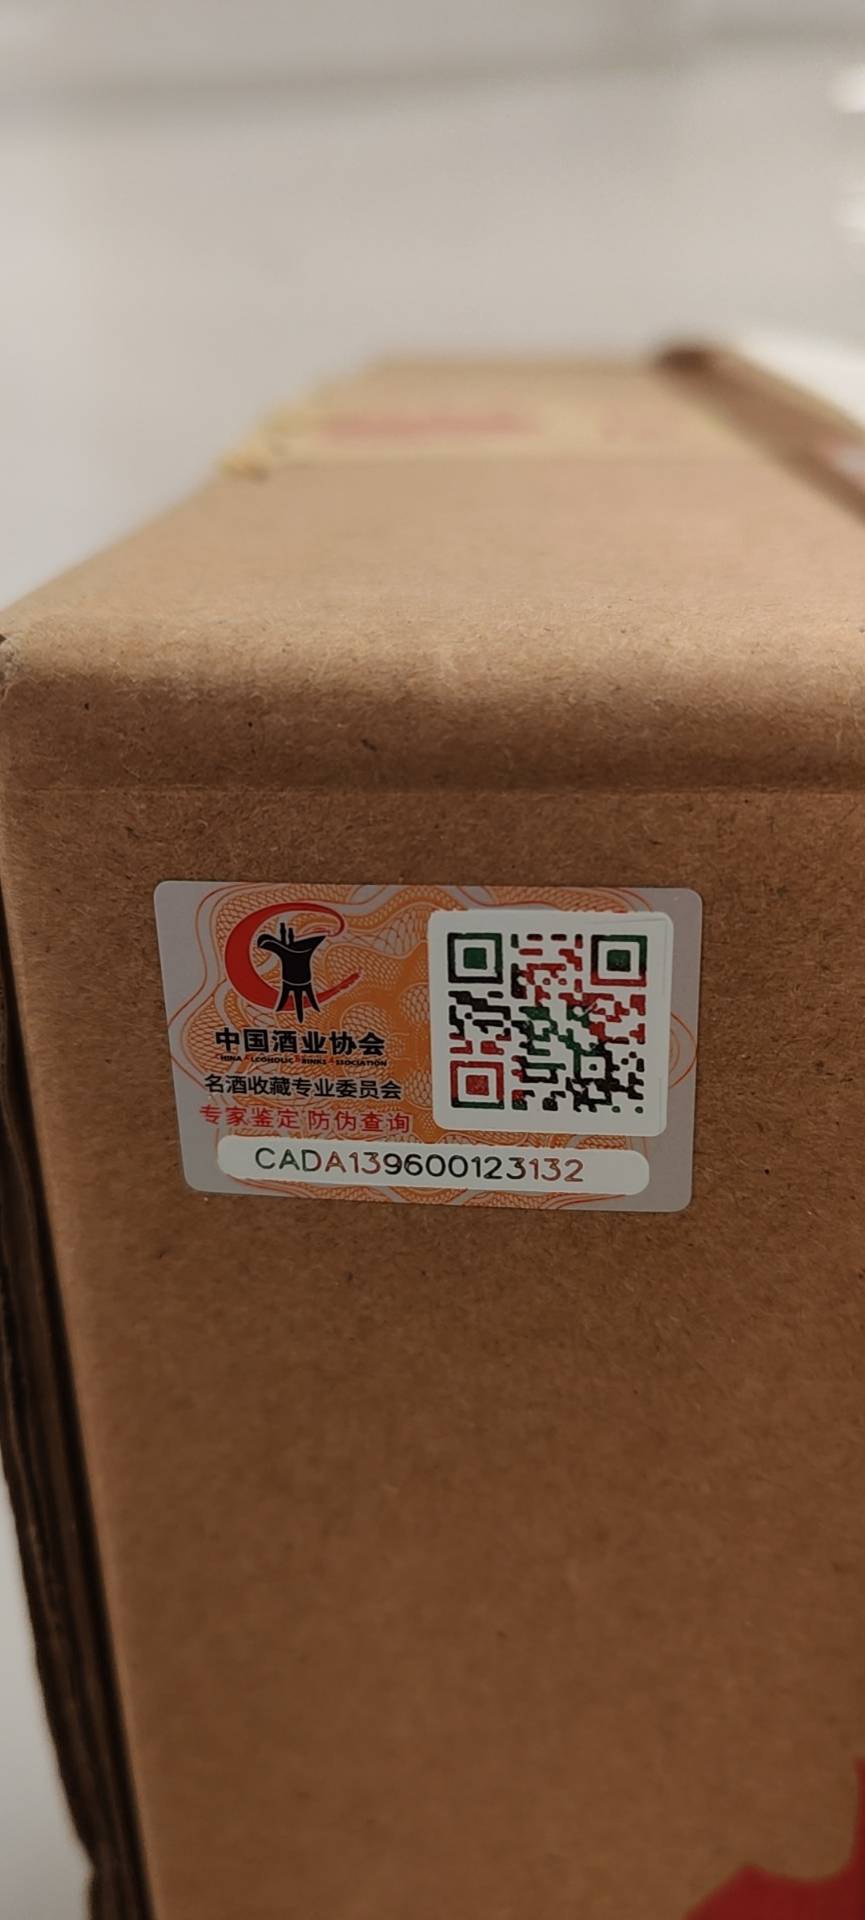 中国酒业协会
CHINA ALCOHOLIC DRINKS ASSOCIATION
名酒收藏专业委员会
专家鉴定 防伪查询
CADA139600123132